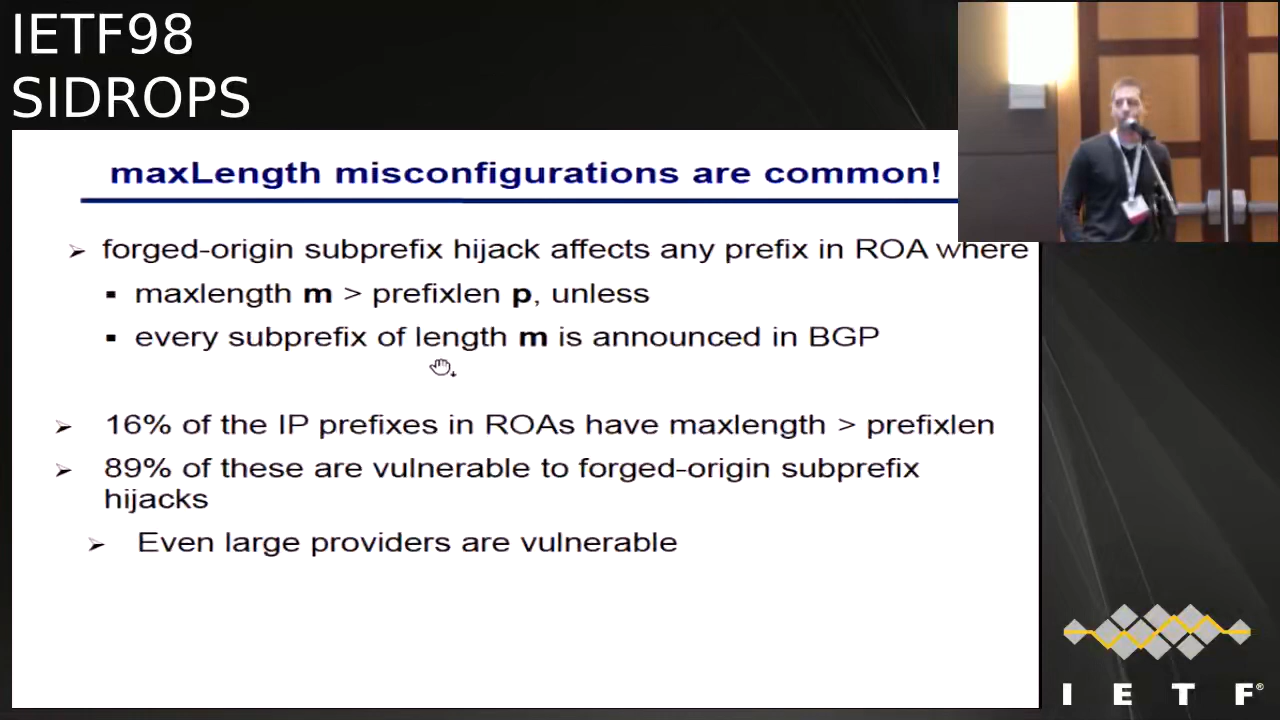 IETF98
SIDROPS
maxLength misconfigurations are common!
forged-origin subprefix hijack affects any prefix in ROA where
maxlength m > prefixlen p, unless
every subprefix of length m is announced in BGP
16% of the IP prefixes in ROAs have maxlength > prefixlen
89% of these are vulnerable to forged-origin subprefix
hijacks
Even large providers are vulnerable
I E T F®